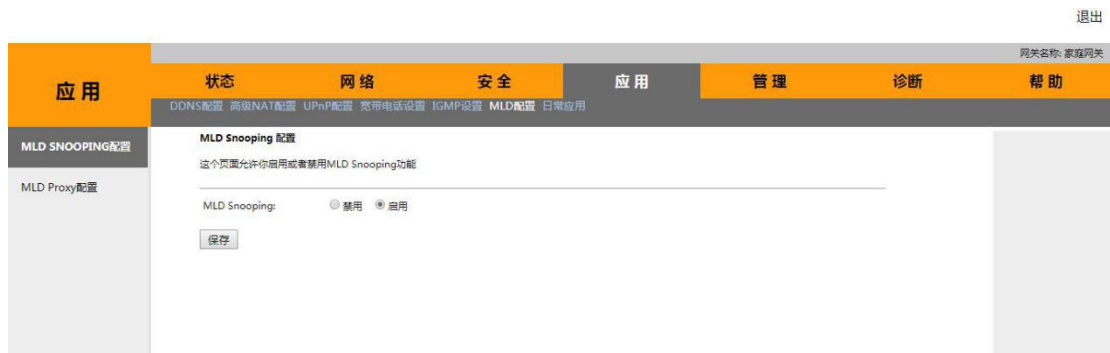 退出
网关名称: 家庭网关
应用
状态 网络 安全 应用 管理 诊断 帮助
DDNS配置 高级NAT配置 UPnP配置 宽带电话设置 IGMP设置 MLD配置 日常应用
MLD SNOOPING配置
MLD Proxy配置
MLD Snooping 配置
这个页面允许你启用或者禁用MLD Snooping功能
MLD Snooping: 禁用 启用
保存